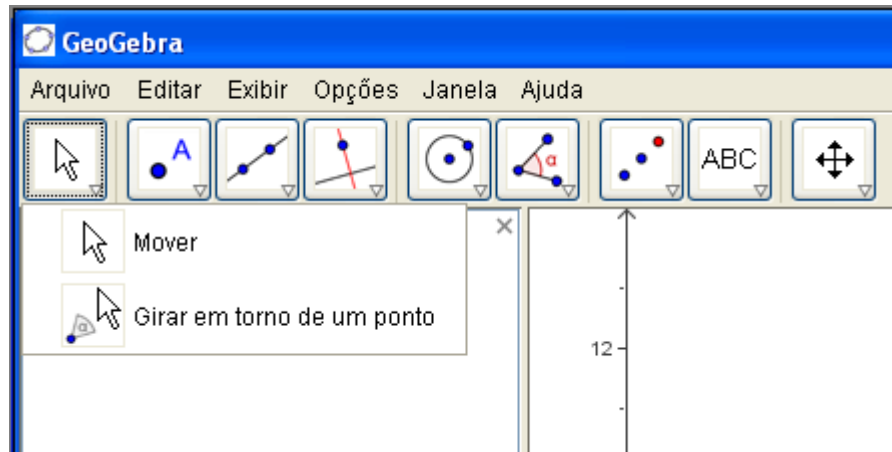 GeoGebra
Arquivo Editar Exibir Opções Janela Ajuda
A α ABC
Mover
α Girar em torno de um ponto
12